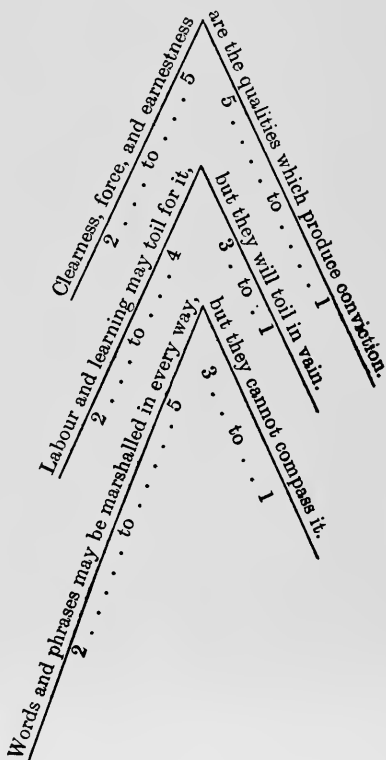 Clearness, force, and earnestness
2 . . . . to . . . . . 5
are the qualities which produce conviction.
5 . . . . . . to . . . . . . 1
Labour and learning may toil for it,
2 . . . . to . . . . 4
but they will toil in vain.
3 . to . . 1
Words and phrases may be marshalled in every way,
2 . . . . . . . to . . . . . . . 5
but they cannot compass it.
3 . . . to . . . 1